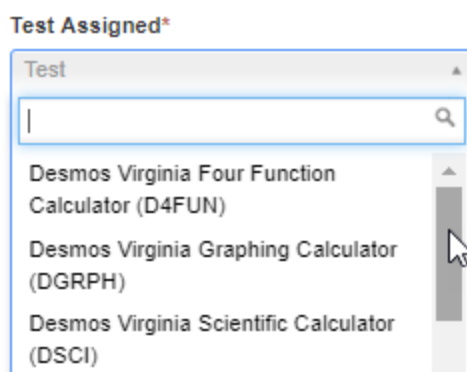 Test Assigned*
Test
Desmos Virginia Four Function
Calculator (D4FUN)
Desmos Virginia Graphing Calculator
(DGRPH)
Desmos Virginia Scientific Calculator
(DSCI)